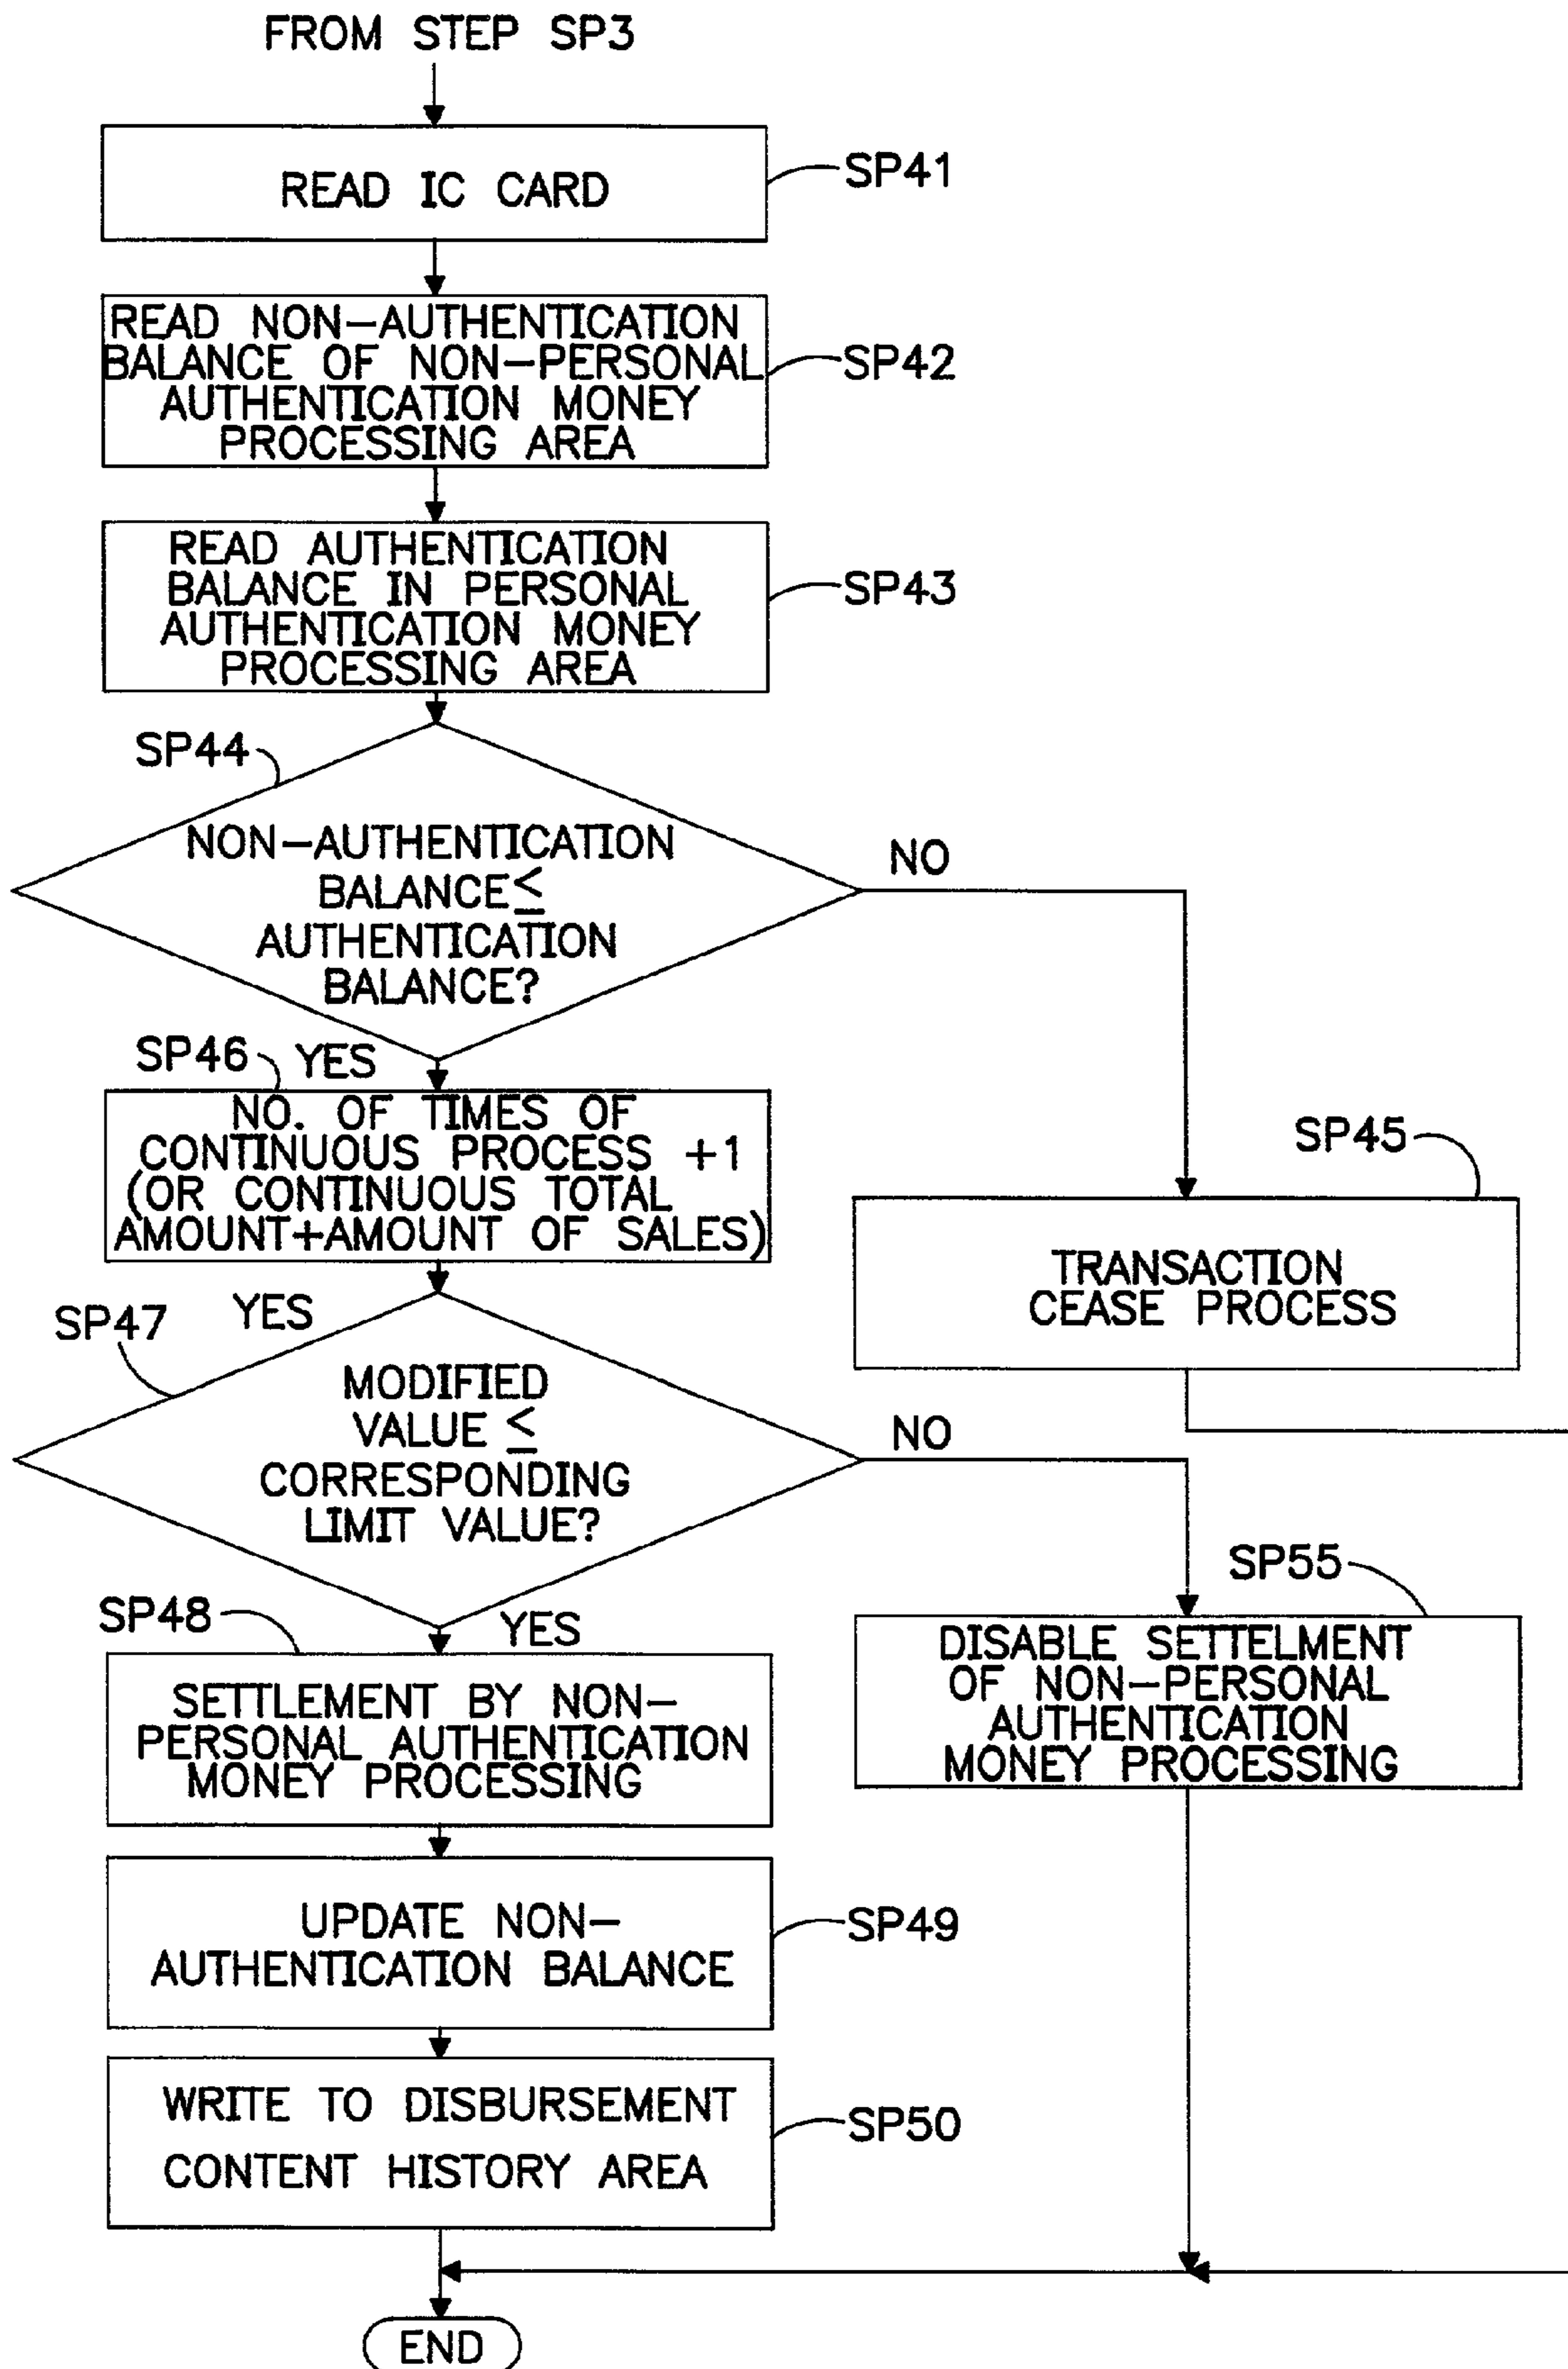 FROM STEP SP3
READ IC CARD
SP41
READ NON-AUTHENTICATION
BALANCE OF NON-PERSONAL
AUTHENTICATION MONEY
PROCESSING AREA
SP42
READ AUTHENTICATION
BALANCE IN PERSONAL
AUTHENTICATION MONEY
PROCESSING AREA
SP43
SP44
NON-AUTHENTICATION
BALANCE≤
AUTHENTICATION
BALANCE?
NO
SP46
YES
NO. OF TIMES OF
CONTINUOUS PROCESS +1
(OR CONTINUOUS TOTAL
AMOUNT+AMOUNT OF SALES)
SP45
TRANSACTION
CEASE PROCESS
YES
SP47
MODIFIED
VALUE ≤
CORRESPONDING
LIMIT VALUE?
NO
SP48
YES
SETTLEMENT BY NON-
PERSONAL AUTHENTICATION
MONEY PROCESSING
SP55
DISABLE SETTELMENT
OF NON-PERSONAL
AUTHENTICATION
MONEY PROCESSING
UPDATE NON-
AUTHENTICATION BALANCE
SP49
WRITE TO DISBURSEMENT
CONTENT HISTORY AREA
SP50
END